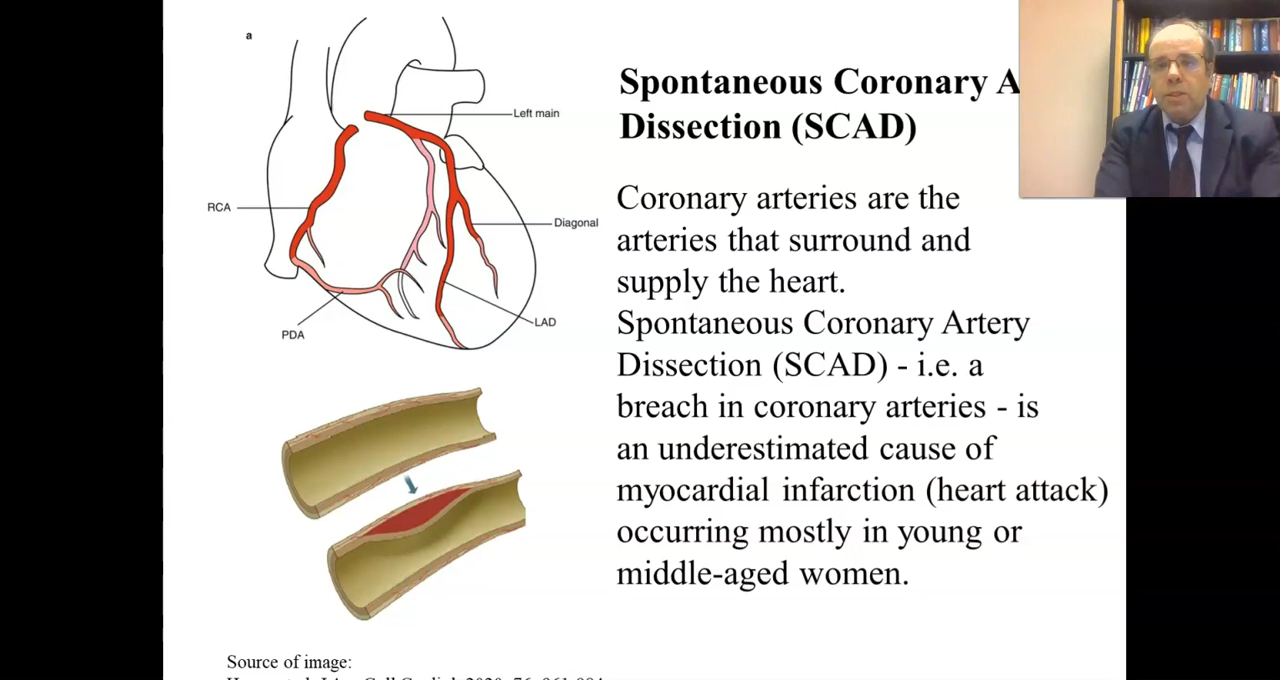 a
Left main
RCA
Diagonal
LAD
PDA
Spontaneous Coronary A
Dissection (SCAD)
Coronary arteries are the
arteries that surround and
supply the heart.
Spontaneous Coronary Artery
Dissection (SCAD) - i.e. a
breach in coronary arteries - is
an underestimated cause of
myocardial infarction (heart attack)
occurring mostly in young or
middle-aged women.
Source of image: